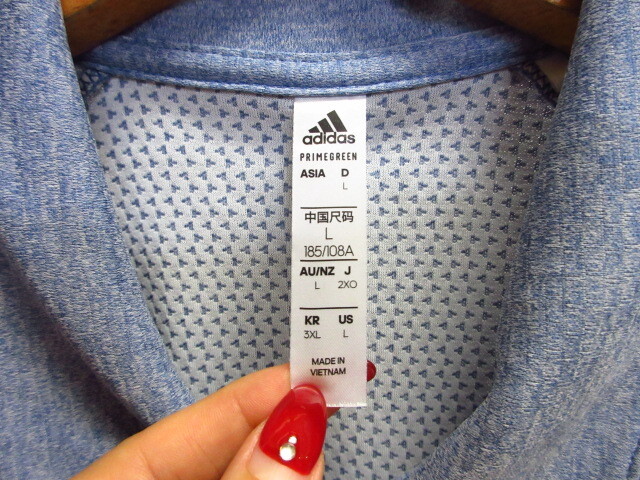 adidas
PRIMEGREEN
ASIA D
L
中国尺码
L
185/108A
AU/NZ J
L 2XO
KR US
3XL L
MADE IN
VIETNAM